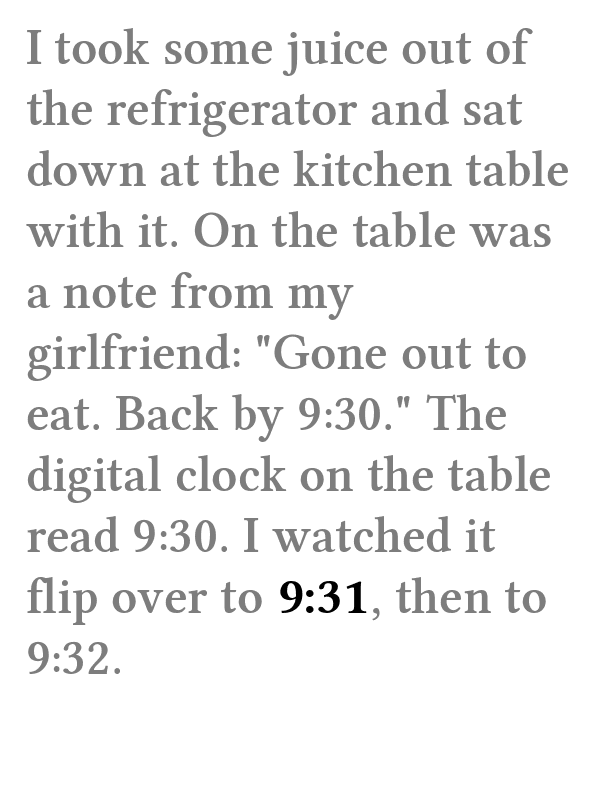 I took some juice out of
the refrigerator and sat
down at the kitchen table
with it. On the table was
a note from my
girlfriend: "Gone out to
eat. Back by 9:30." The
digital clock on the table
read 9:30. I watched it
flip over to 9:31, then to
9:32.